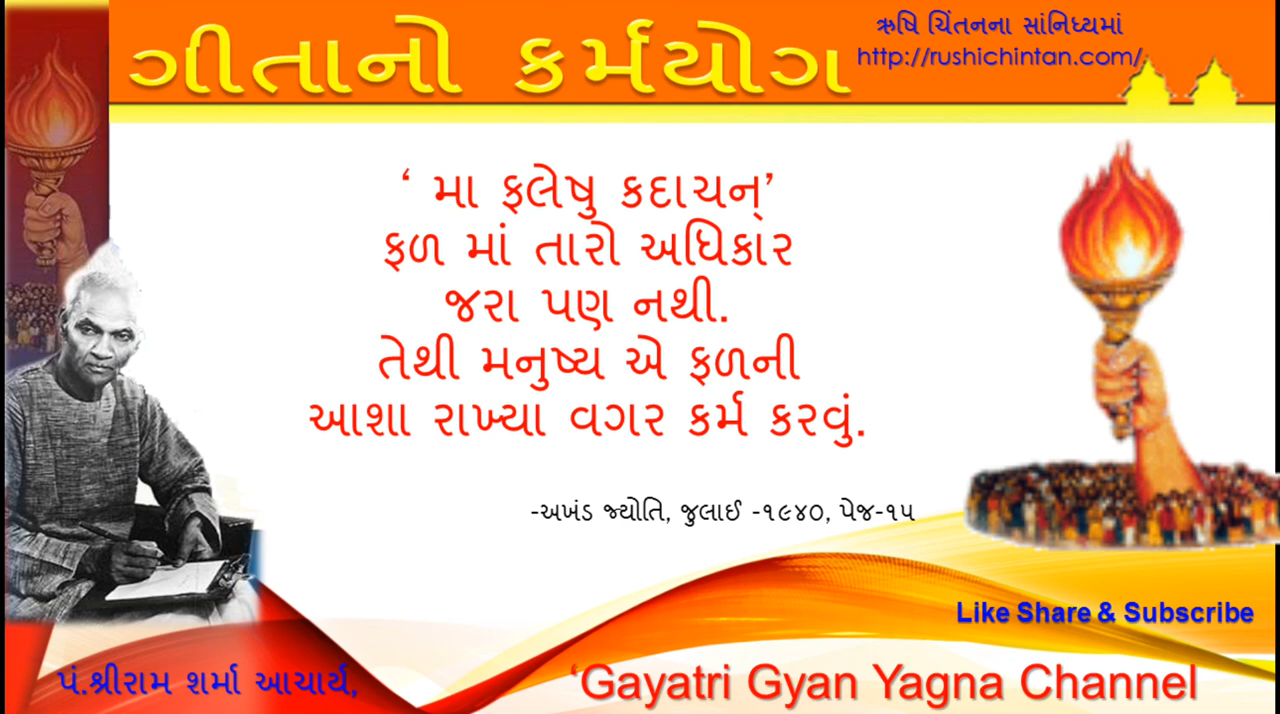 ગીતાનો કર્મયોગ
ઋષિ ચિંતનના સાંનિધ્યમાં
http://rushichintan.com/
‘ મા ફલેષુ કદાચન્’
ફળ માં તારો અધિકાર
જરા પણ નથી.
તેથી મનુષ્ય એ ફળની
આશા રાખ્યા વગર કર્મ કરવું.
-અખંડ જ્યોતિ, જુલાઈ -૧૯૪૦, પેજ-૧૫
Like Share & Subscribe
પં.શ્રીરામ શર્મા આચાર્ય,
‘Gayatri Gyan Yagna Channel